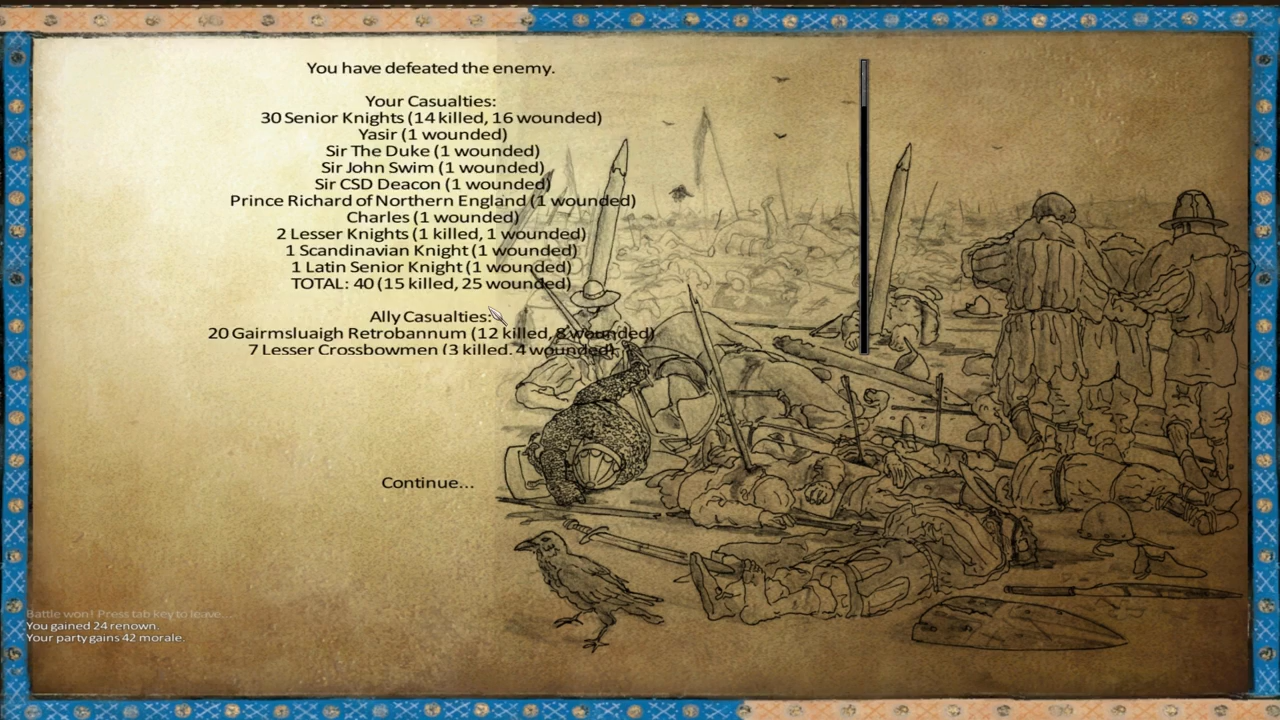 You have defeated the enemy.
Your Casualties:
30 Senior Knights (14 killed, 16 wounded)
Yasir (1 wounded)
Sir The Duke (1 wounded)
Sir John Swim (1 wounded)
Sir CSD Deacon (1 wounded)
Prince Richard of Northern England (1 wounded)
Charles (1 wounded)
2 Lesser Knights (1 killed, 1 wounded)
1 Scandinavian Knight (1 wounded)
1 Latin Senior Knight (1 wounded)
TOTAL: 40 (15 killed, 25 wounded)
Ally Casualties:
20 Gairmsluaigh Retrobannum (12 killed, 8 wounded)
7 Lesser Crossbowmen (3 killed, 4 wounded)
Continue...
Battle won! Press tab key to leave...
You gained 24 renown.
Your party gains 42 morale.